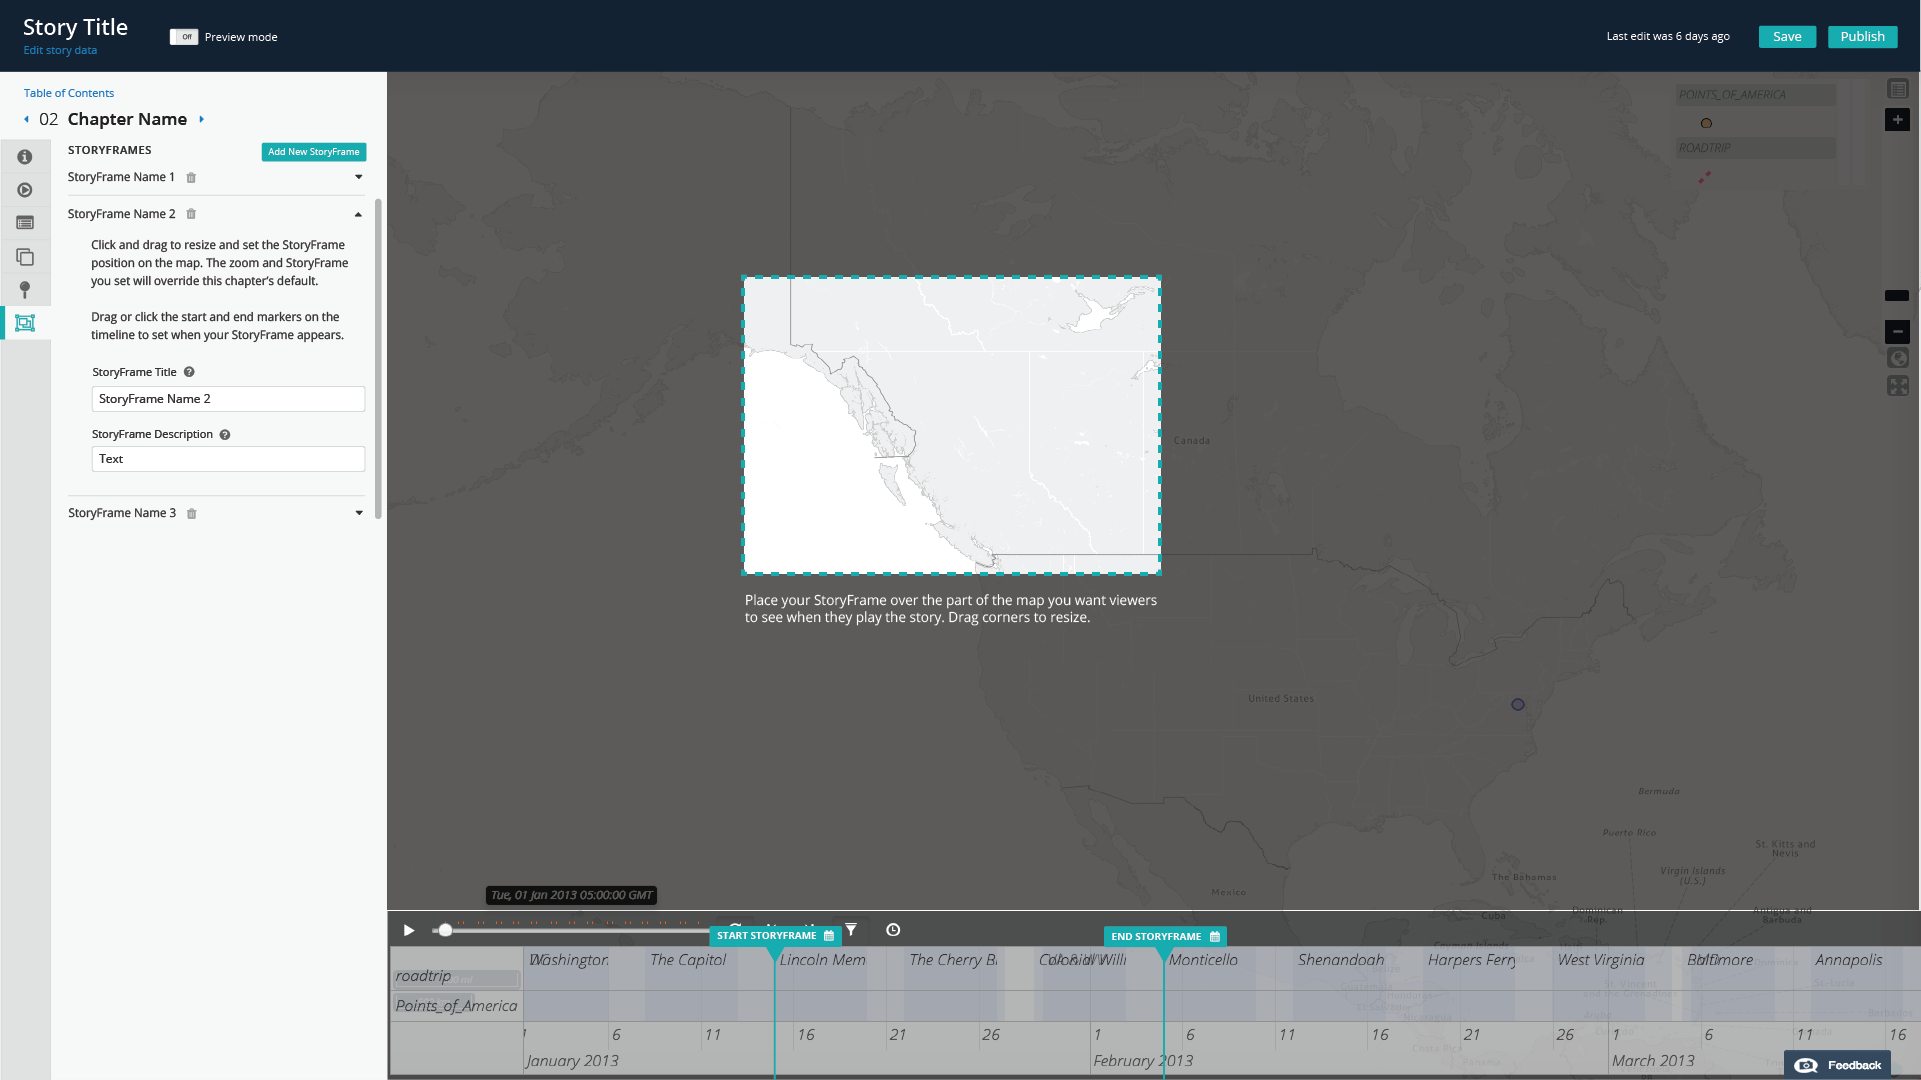 Story Title
Edit story data
Off
Preview mode
Last edit was 6 days ago
Save
Publish
Table of Contents
02 Chapter Name
STORYFRAMES
Add New StoryFrame
StoryFrame Name 1
StoryFrame Name 2
Click and drag to resize and set the StoryFrame
position on the map. The zoom and StoryFrame
you set will override this chapter's default.
Drag or click the start and end markers on the
timeline to set when your StoryFrame appears.
StoryFrame Title
StoryFrame Name 2
StoryFrame Description
Text
StoryFrame Name 3
POINTS_OF_AMERICA
ROADTRIP
+
−
Canada
Place your StoryFrame over the part of the map you want viewers
to see when they play the story. Drag corners to resize.
United States
Bermuda
Puerto Rico
St. Kitts and
Nevis
Virgin Islands
(U.S.)
The Bahamas
Mexico
Cuba
Dominican
Rep.
Antigua and
Barbuda
Cayman Islands
Tue, 01 Jan 2013 05:00:00 GMT
START STORYFRAME
END STORYFRAME
roadtrip
Washington
The Capitol
Lincoln Mem
The Cherry B
Colonial Willi
Monticello
Shenandoah
Harpers Ferry
West Virginia
Baltimore
Annapolis
Points_of_America
1 6 11 16 21 26 1 6 11 16 21 26 1 6 11 16
January 2013
February 2013
March 2013
Feedback